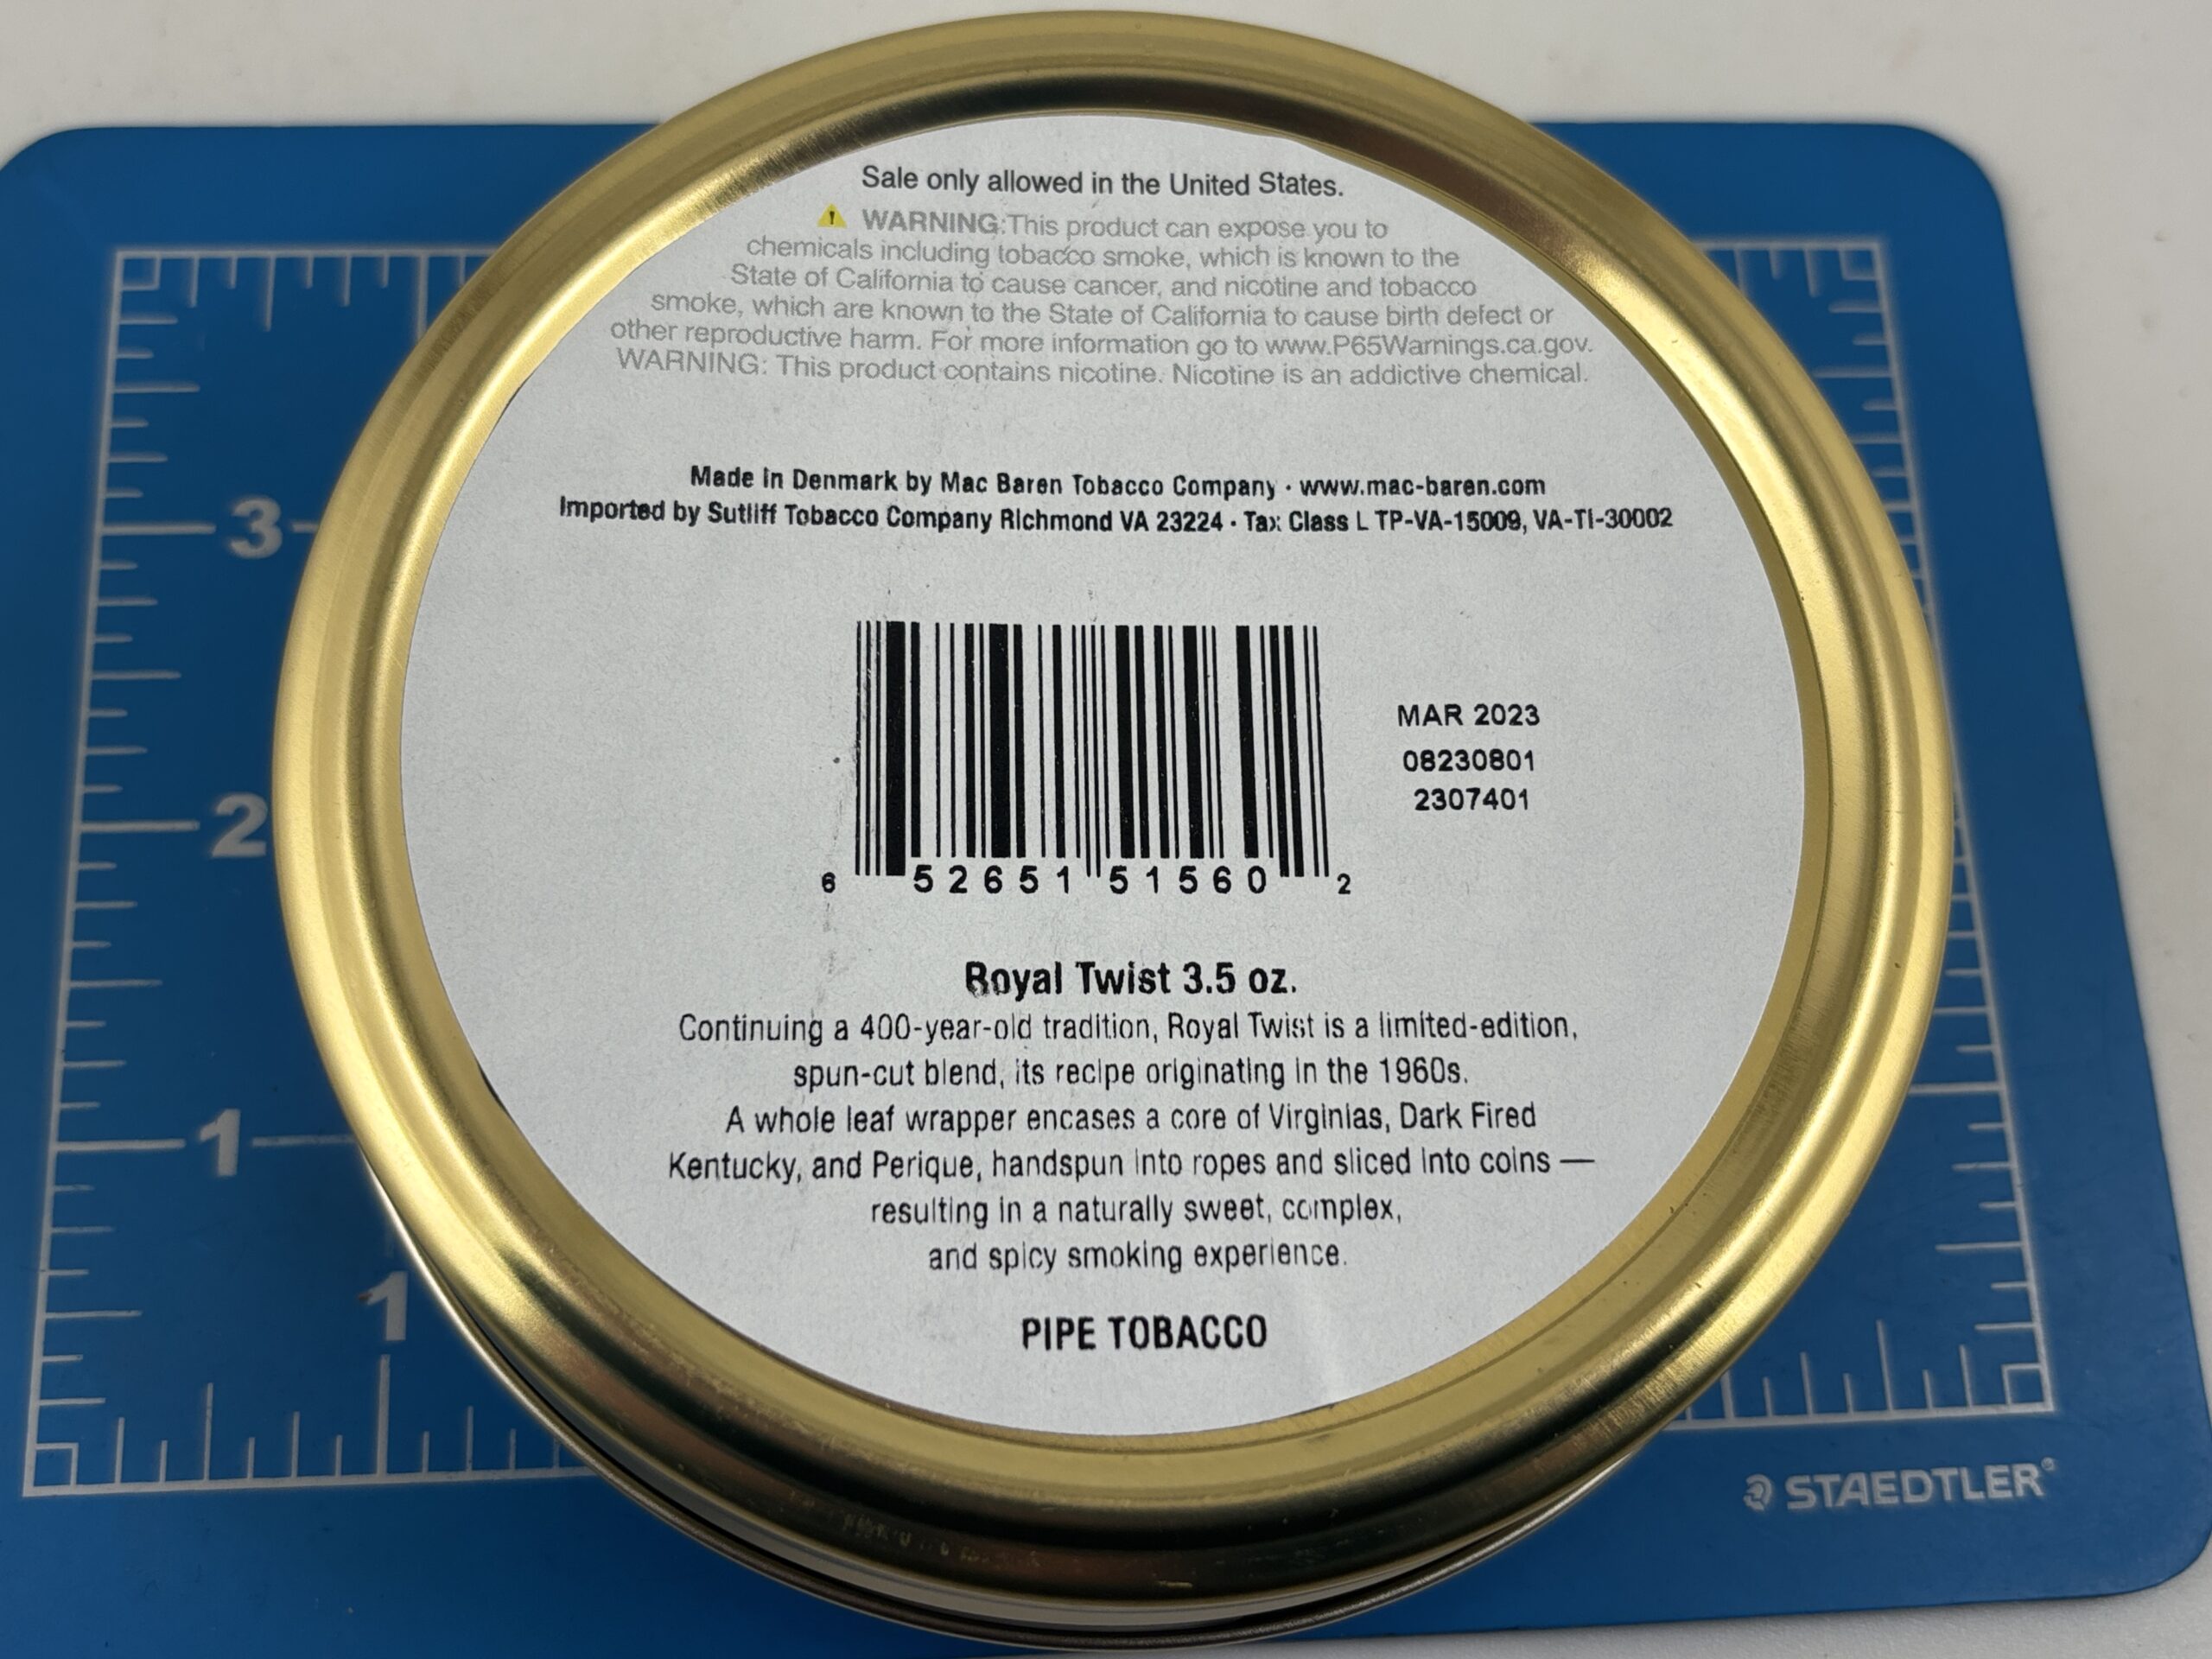 Sale only allowed in the United States.
WARNING:This product can expose you to
chemicals including tobacco smoke, which is known to the
State of California to cause cancer, and nicotine and tobacco
smoke, which are known to the State of California to cause birth defect or
other reproductive harm. For more information go to www.P65Warnings.ca.gov.
WARNING: This product contains nicotine. Nicotine is an addictive chemical.
Made in Denmark by Mac Baren Tobacco Company · www.mac-baren.com
Imported by Sutliff Tobacco Company Richmond VA 23224 · Tax Class L TP-VA-15009, VA-TI-30002
MAR 2023
08230801
2307401
6 52651 51560 2
Royal Twist 3.5 oz.
Continuing a 400-year-old tradition, Royal Twist is a limited-edition,
spun-cut blend, its recipe originating in the 1960s.
A whole leaf wrapper encases a core of Virginias, Dark Fired
Kentucky, and Perique, handspun into ropes and sliced into coins —
resulting in a naturally sweet, complex,
and spicy smoking experience.
PIPE TOBACCO
3
2
1
1
STAEDTLER®